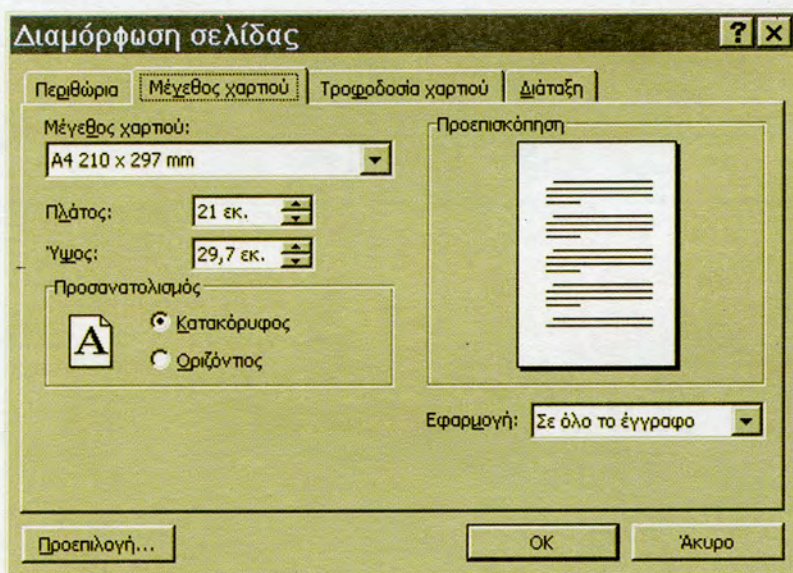 Διαμόρφωση σελίδας
Περιθώρια
Μέγεθος χαρτιού
Τροφοδοσία χαρτιού
Διάταξη
Μέγεθος χαρτιού:
A4 210 x 297 mm
Πλάτος:
21 εκ.
Ύψος:
29,7 εκ.
Προσανατολισμός
A
Κατακόρυφος
Οριζόντιος
Προεπισκόπηση
Εφαρμογή:
Σε όλο το έγγραφο
Προεπιλογή...
OK
Άκυρο